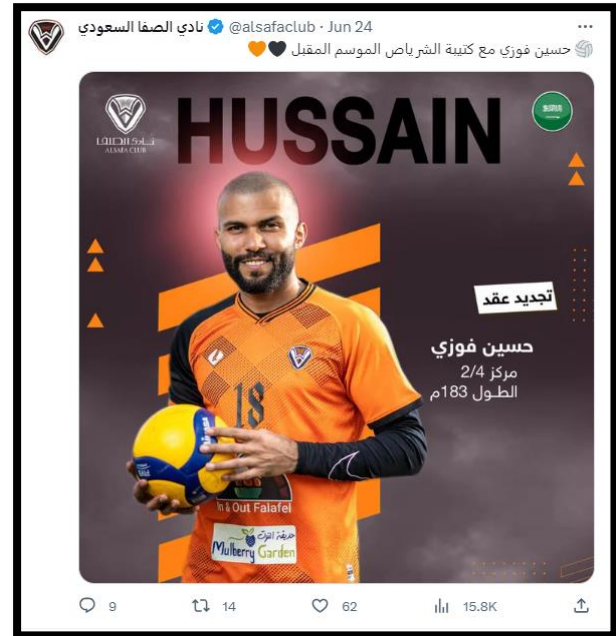 نادي الصفا السعودي @alsafaclub · Jun 24
حسين فوزي مع كتيبة الشرياص الموسم المقبل
HUSSAIN
نادي الصفا
ALSAFA CLUB
تجديد عقد
حسين فوزي
مركز 2/4
الطول 183م
18
In & Out Falafel
حديقة التوت
Mulberry Garden
9 14 62 15.8K